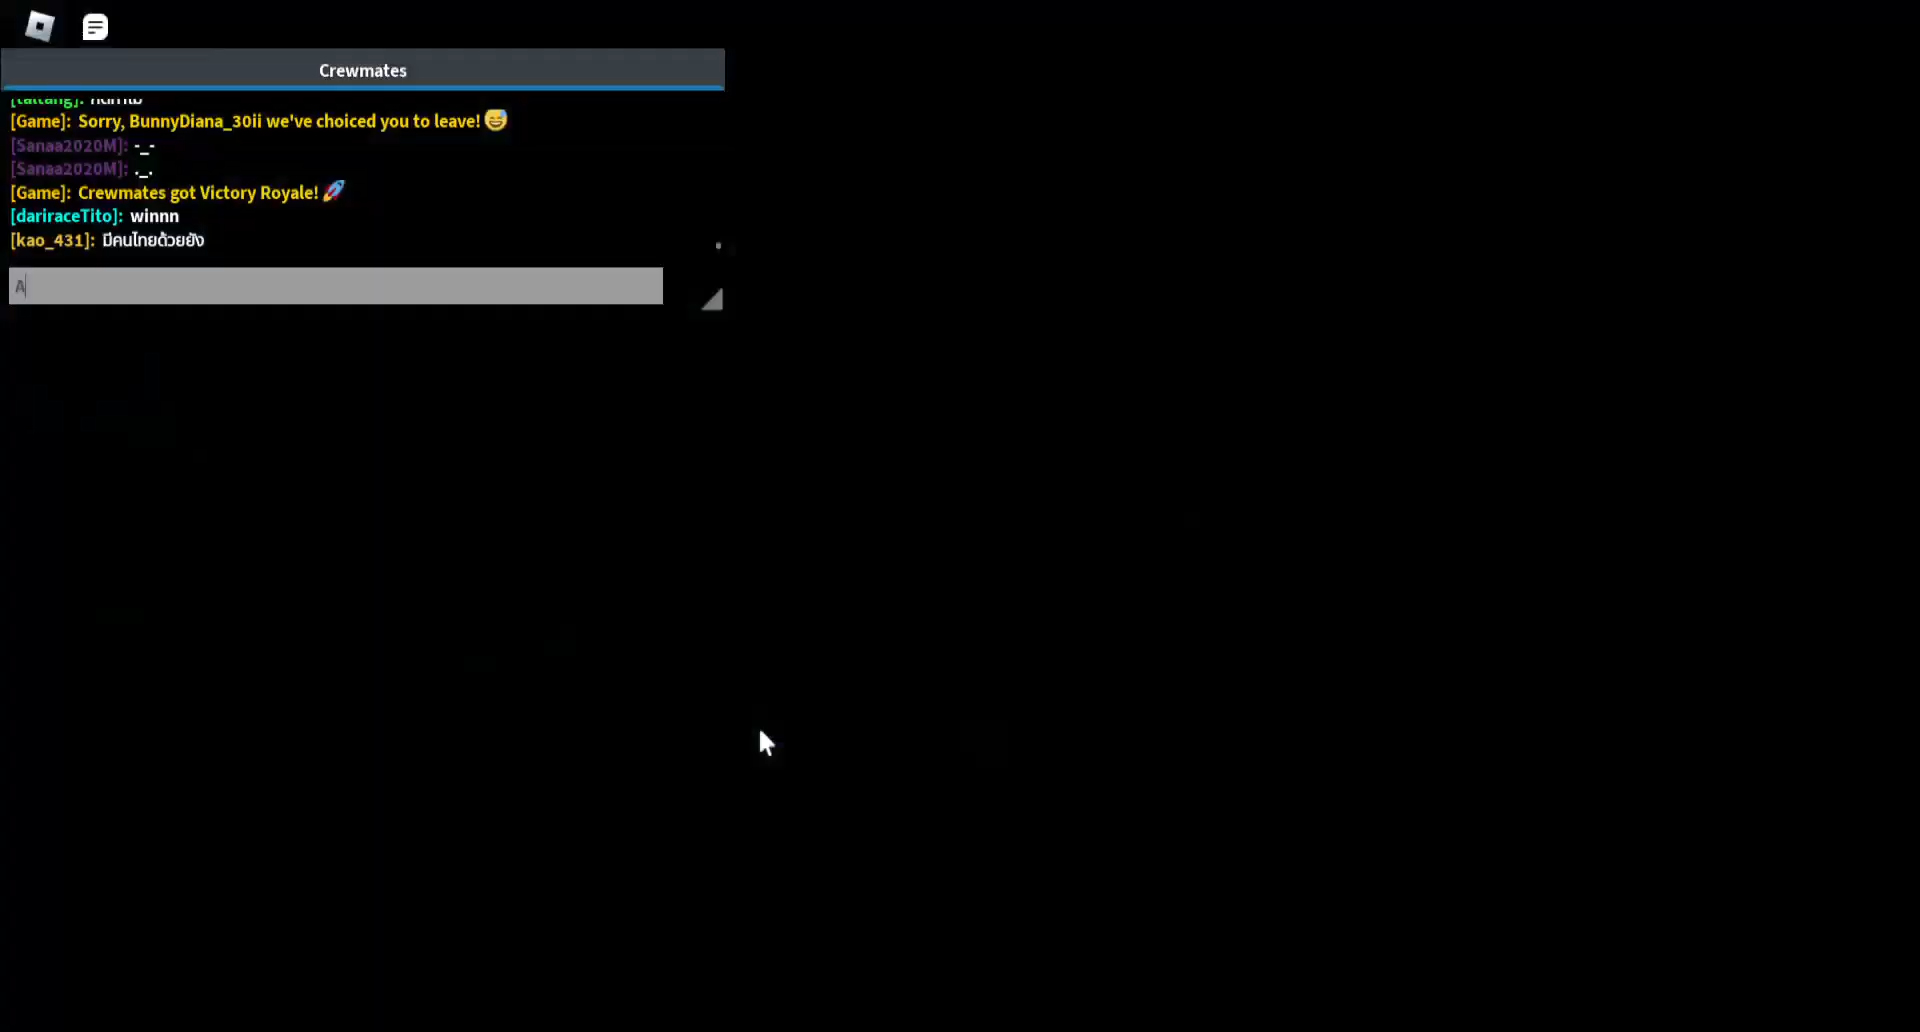 Crewmates
[taitang]:
[Game]: Sorry, BunnyDiana_30ii we've choiced you to leave! 😅
[Sanaa2020M]: -_-
[Sanaa2020M]: ._.
[Game]: Crewmates got Victory Royale! 🚀
[dariraceTito]: winnn
[kao_431]: มีคนไทยด้วยยัง
A